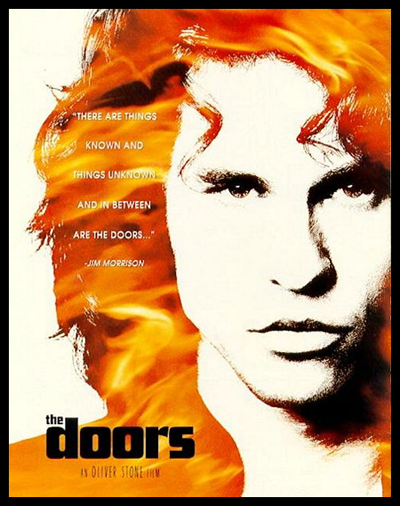 "THERE ARE THINGS
KNOWN AND
THINGS UNKNOWN
AND IN BETWEEN
ARE THE DOORS..."
-JIM MORRISON
the
doors
AN OLIVER STONE FILM